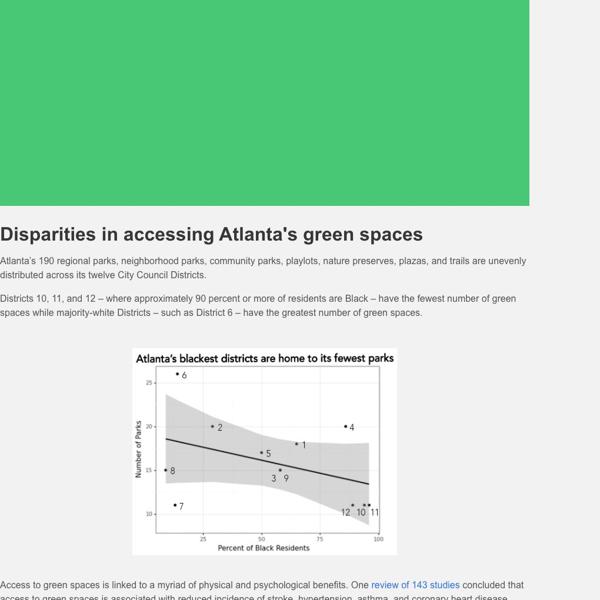 Disparities in accessing Atlanta's green spaces
Atlanta’s 190 regional parks, neighborhood parks, community parks, playlots, nature preserves, plazas, and trails are unevenly
distributed across its twelve City Council Districts.
Districts 10, 11, and 12 – where approximately 90 percent or more of residents are Black – have the fewest number of green
spaces while majority-white Districts – such as District 6 – have the greatest number of green spaces.
Atlanta’s blackest districts are home to its fewest parks
Number of Parks
25
20
15
10
6
2
4
1
5
8
3 9
7
12 10 11
25 50 75 100
Percent of Black Residents
Access to green spaces is linked to a myriad of physical and psychological benefits. One review of 143 studies concluded that
access to green spaces is associated with reduced incidence of stroke, hypertension, asthma, and coronary heart disease